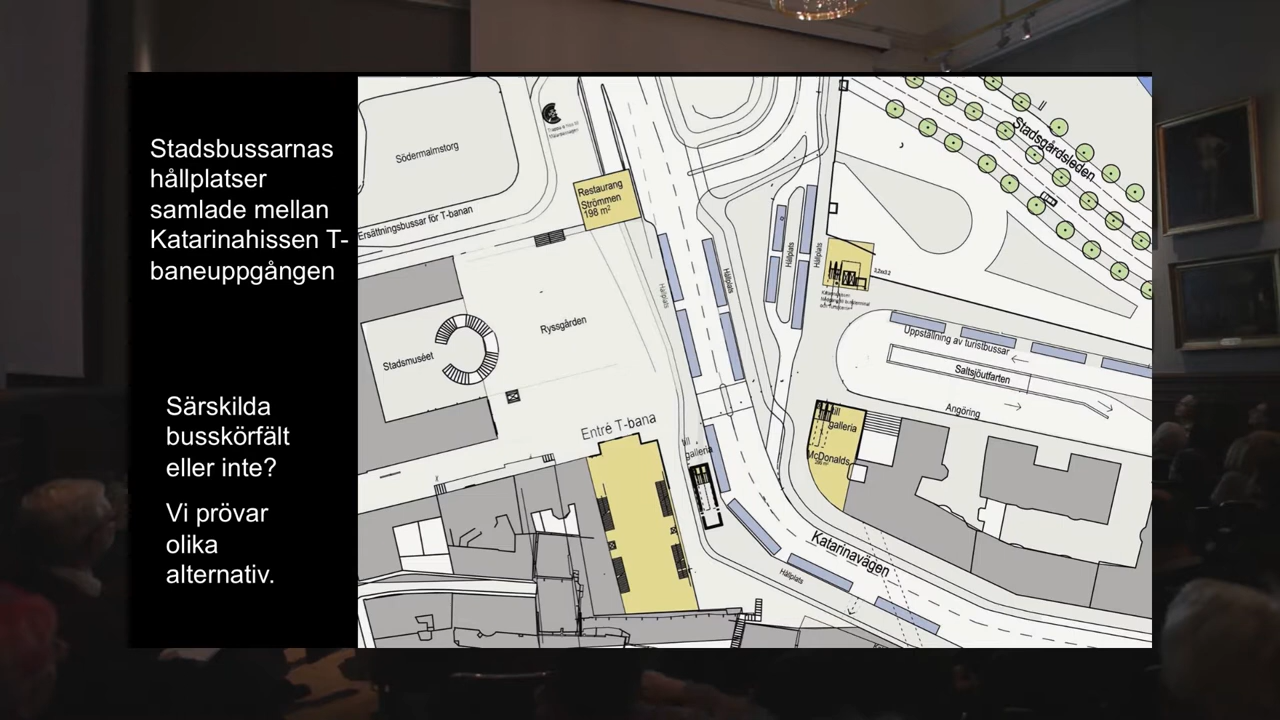 Stadsbussarnas
hållplatser
samlade mellan
Katarinahissen T-
baneuppgången
Särskilda
busskörfält
eller inte?
Vi prövar
olika
alternativ.
Södermalmstorg
Ersättningsbussar för T-banan
Restaurang
Strömmen
198 m²
Stadsgårdsleden
Hållplats
Hållplats
Hållplats
Hållplats
Ryssgården
Stadsmuséet
Uppställning av turistbussar
Saltsjöutfarten
Angöring
Entré T-bana
till
galleria
till
galleria
McDonalds
Katarinavägen
Hållplats